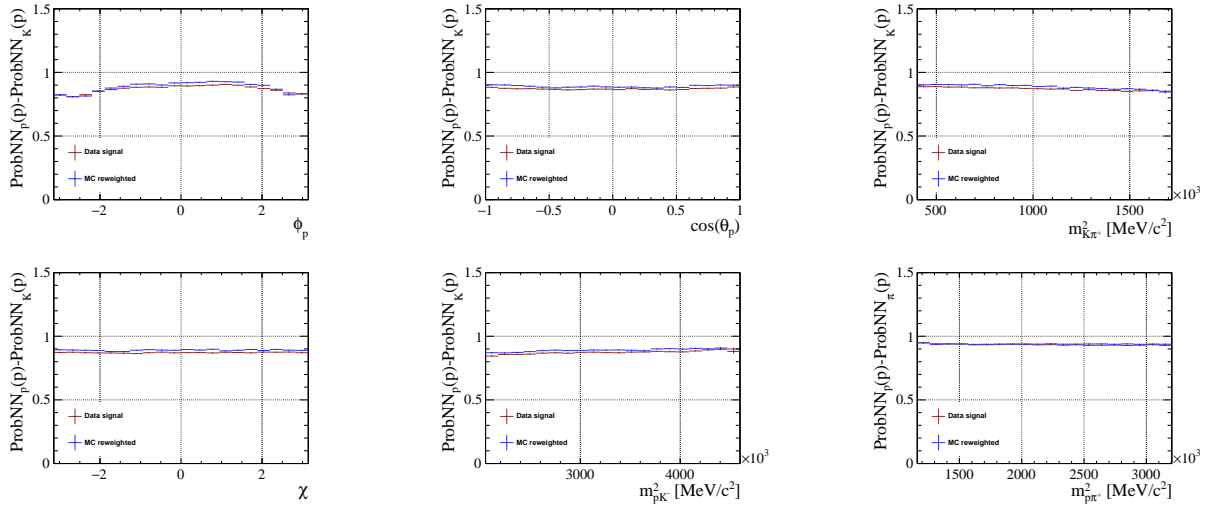 ProbNN_p(p)-ProbNN_K(p)
1.5
1
0.5
0
Data signal
MC reweighted
−2 0 2
ϕ_p
ProbNN_p(p)-ProbNN_K(p)
1.5
1
0.5
0
Data signal
MC reweighted
−1 −0.5 0 0.5 1
cos(θ_p)
ProbNN_p(p)-ProbNN_K(p)
1.5
1
0.5
0
Data signal
MC reweighted
500 1000 1500
×10^3
m^2_{Kπ^+} [MeV/c^2]
ProbNN_p(p)-ProbNN_K(p)
1.5
1
0.5
0
Data signal
MC reweighted
−2 0 2
χ
ProbNN_p(p)-ProbNN_K(p)
1.5
1
0.5
0
Data signal
MC reweighted
3000 4000
×10^3
m^2_{pK^-} [MeV/c^2]
ProbNN_p(p)-ProbNN_π(p)
1.5
1
0.5
0
Data signal
MC reweighted
1500 2000 2500 3000
×10^3
m^2_{pπ^+} [MeV/c^2]